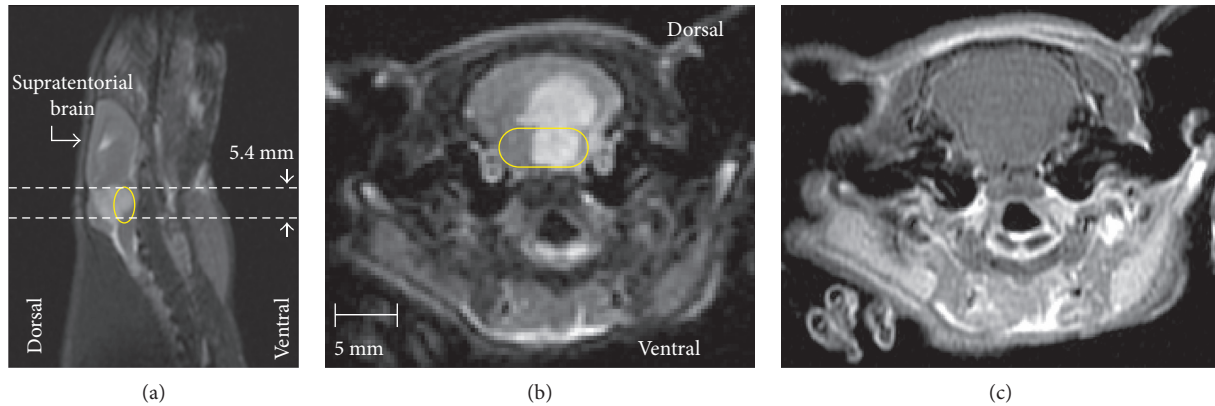 Supratentorial
brain
5.4 mm
Dorsal
Ventral
(a)
Dorsal
5 mm
Ventral
(b)
(c)